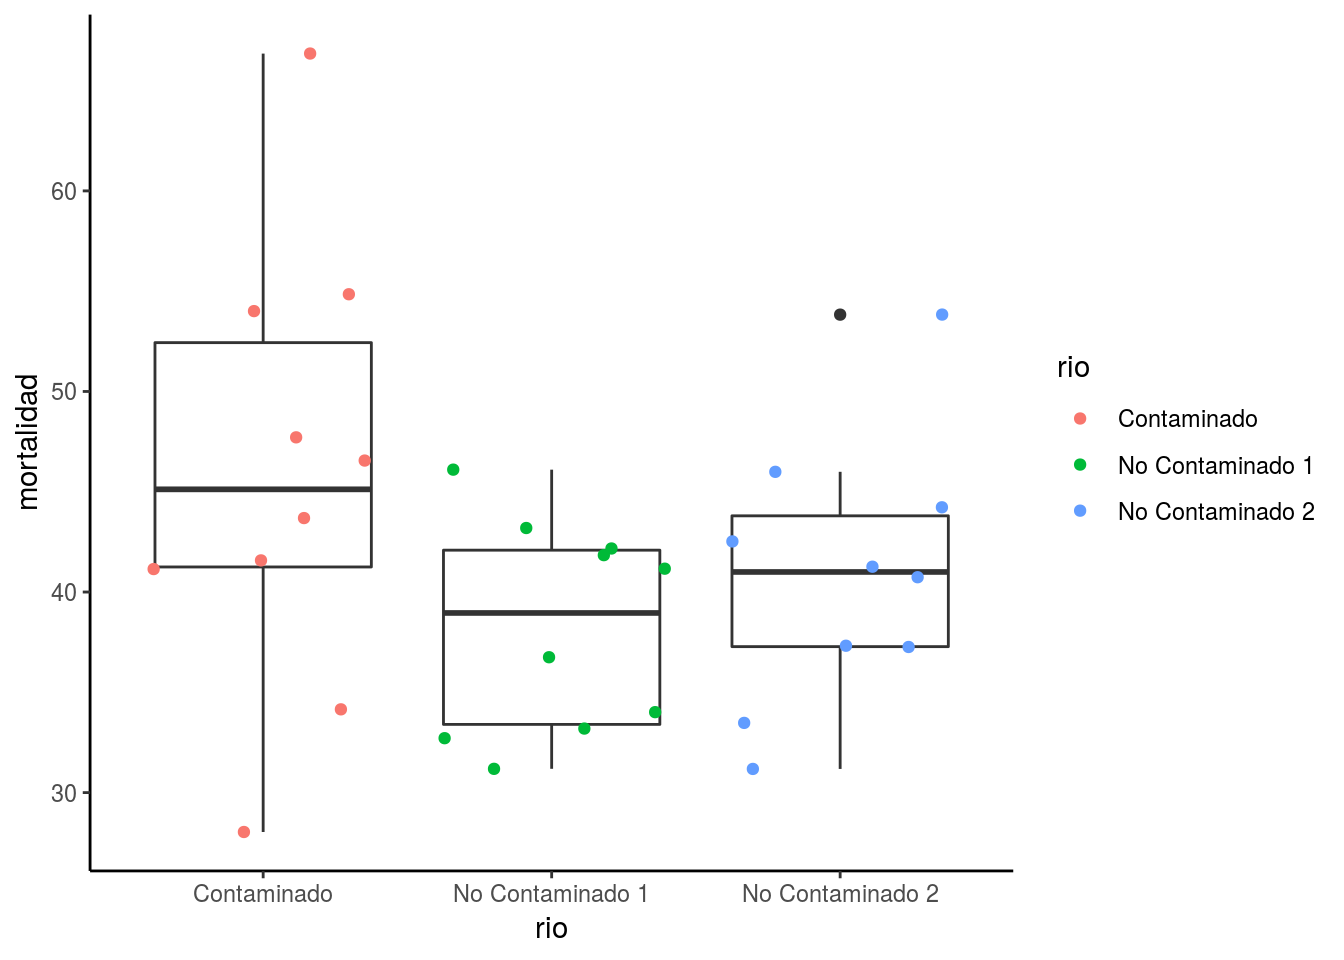 mortalidad
60
50
40
30
Contaminado
No Contaminado 1
No Contaminado 2
rio
rio
Contaminado
No Contaminado 1
No Contaminado 2